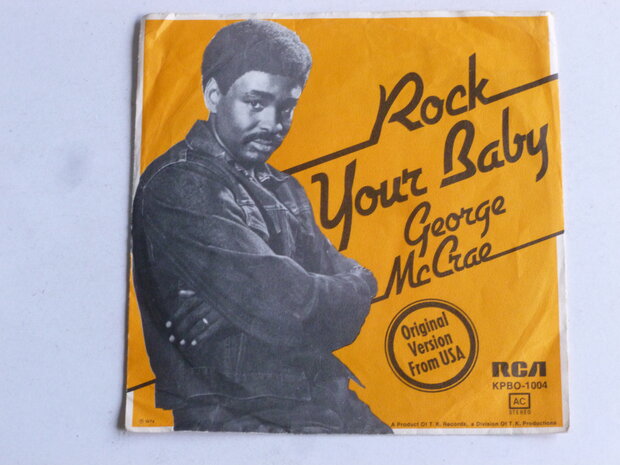 Rock
Your Baby
George
McCrae
Original
Version
From USA
RCA
KPBO-1004
AC
STEREO
A Product Of T.K. Records, a Division Of T.K. Productions